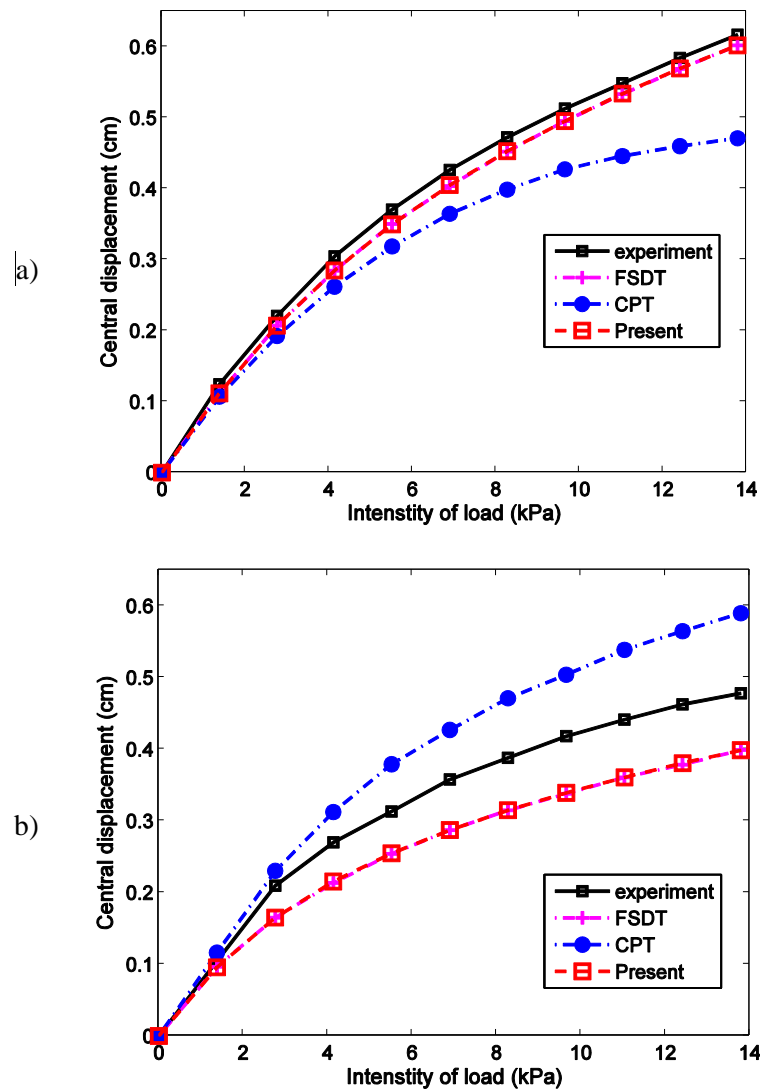 a)
Central displacement (cm)
0.6
0.5
0.4
0.3
0.2
0.1
0
0 2 4 6 8 10 12 14
Intenstity of load (kPa)
experiment
FSDT
CPT
Present
b)
Central displacement (cm)
0.6
0.5
0.4
0.3
0.2
0.1
0
0 2 4 6 8 10 12 14
Intenstity of load (kPa)
experiment
FSDT
CPT
Present